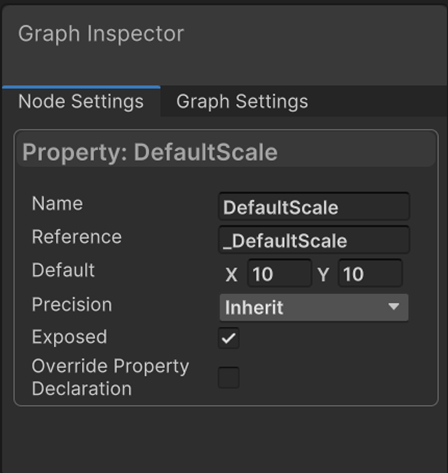 Graph Inspector
Node Settings Graph Settings
Property: DefaultScale
Name DefaultScale
Reference _DefaultScale
Default X 10 Y 10
Precision Inherit
Exposed
Override Property
Declaration